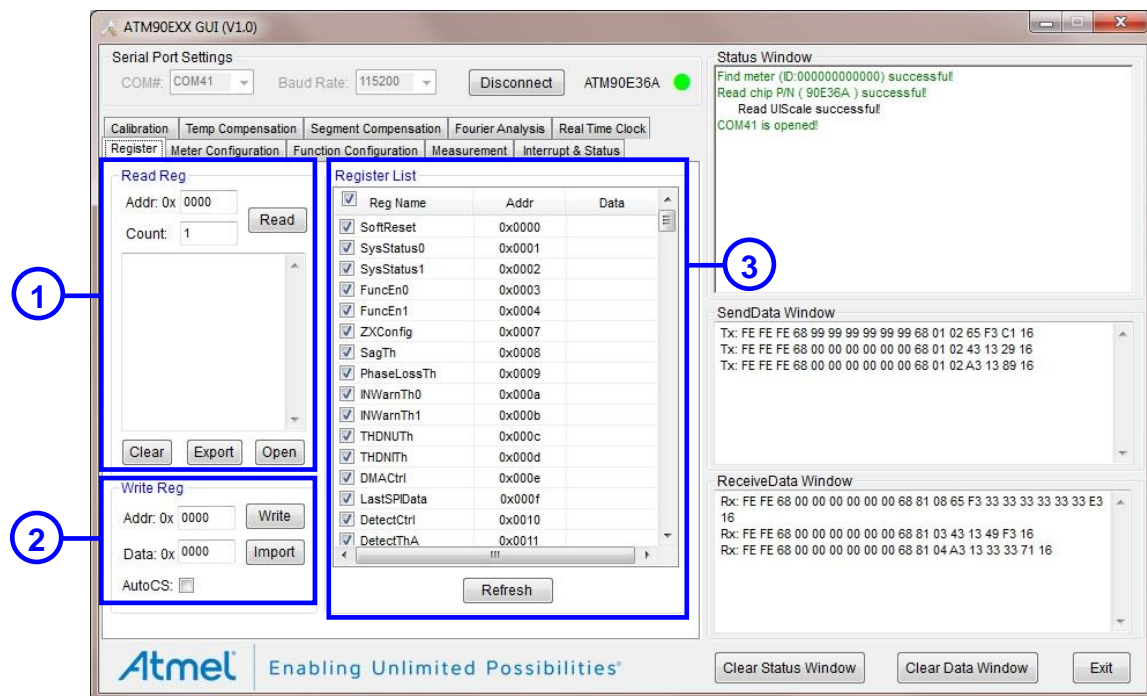 ATM90EXX GUI (V1.0)
Serial Port Settings
COM#: COM41 Baud Rate: 115200 Disconnect ATM90E36A
Calibration Temp Compensation Segment Compensation Fourier Analysis Real Time Clock
Register Meter Configuration Function Configuration Measurement Interrupt & Status
Read Reg
Addr: 0x 0000
Read
Count: 1
Clear Export Open
1
Write Reg
Addr: 0x 0000 Write
Data: 0x 0000 Import
AutoCS:
2
Register List
Reg Name Addr Data
SoftReset 0x0000
SysStatus0 0x0001
SysStatus1 0x0002
FuncEn0 0x0003
FuncEn1 0x0004
ZXConfig 0x0007
SagTh 0x0008
PhaseLossTh 0x0009
INWarnTh0 0x000a
INWarnTh1 0x000b
THDNUTh 0x000c
THDNITh 0x000d
DMACtrl 0x000e
LastSPIData 0x000f
DetectCtrl 0x0010
DetectThA 0x0011
Refresh
3
Status Window
Find meter (ID:000000000000) successful!
Read chip P/N ( 90E36A ) successful!
Read UIScale successful!
COM41 is opened!
SendData Window
Tx: FE FE FE 68 99 99 99 99 99 99 68 01 02 65 F3 C1 16
Tx: FE FE FE 68 00 00 00 00 00 00 68 01 02 43 13 29 16
Tx: FE FE FE 68 00 00 00 00 00 00 68 01 02 A3 13 89 16
ReceiveData Window
Rx: FE FE 68 00 00 00 00 00 00 68 81 08 65 F3 33 33 33 33 33 33 E3
16
Rx: FE FE 68 00 00 00 00 00 00 68 81 03 43 13 49 F3 16
Rx: FE FE 68 00 00 00 00 00 00 68 81 04 A3 13 33 33 71 16
Atmel Enabling Unlimited Possibilities®
Clear Status Window Clear Data Window Exit